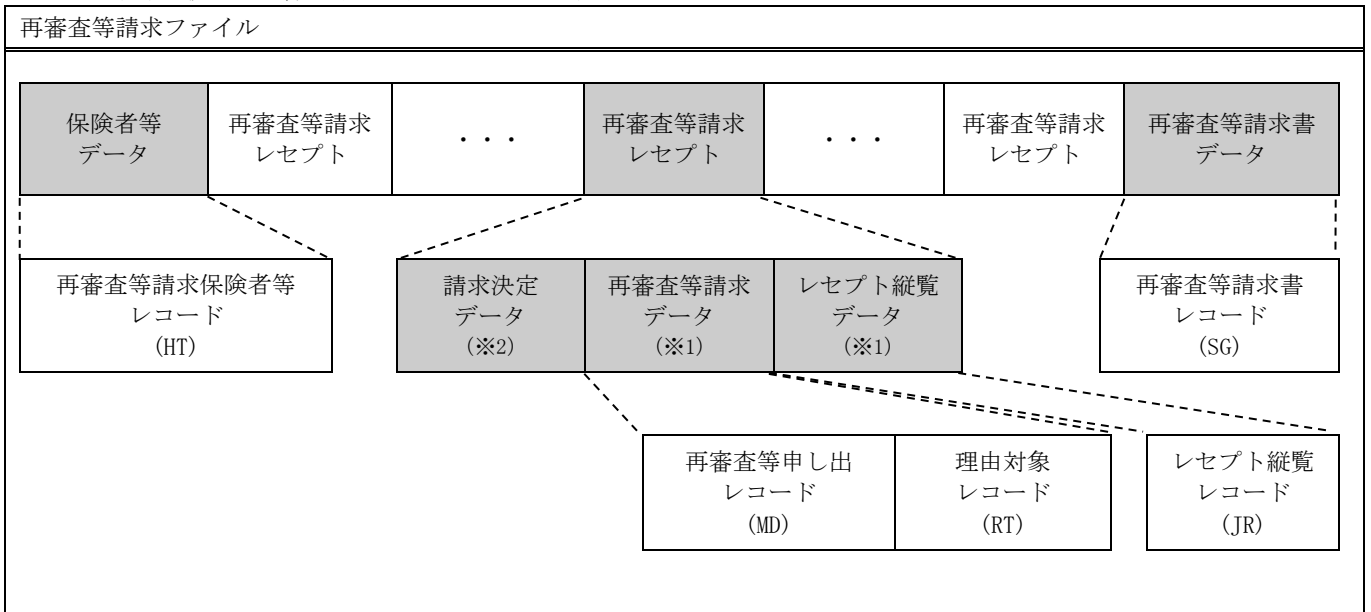 再審査等請求ファイル
保険者等
データ
再審査等請求
レセプト
・・・
再審査等請求
レセプト
・・・
再審査等請求
レセプト
再審査等請求書
データ
再審査等請求保険者等
レコード
(HT)
請求決定
データ
(※2)
再審査等請求
データ
(※1)
レセプト縦覧
データ
(※1)
再審査等請求書
レコード
(SG)
再審査等申し出
レコード
(MD)
理由対象
レコード
(RT)
レセプト縦覧
レコード
(JR)